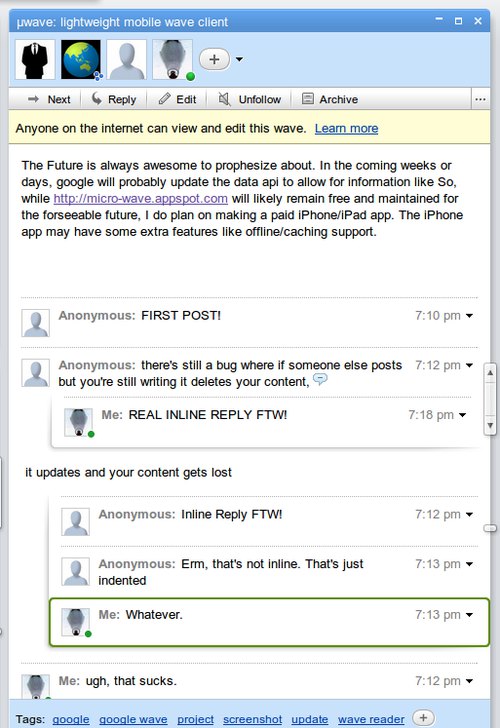 µwave: lightweight mobile wave client
Next Reply Edit Unfollow Archive ...
Anyone on the internet can view and edit this wave. Learn more
The Future is always awesome to prophesize about. In the coming weeks or
days, google will probably update the data api to allow for information like So,
while http://micro-wave.appspot.com will likely remain free and maintained for
the forseeable future, I do plan on making a paid iPhone/iPad app. The iPhone
app may have some extra features like offline/caching support.
Anonymous: FIRST POST! 7:10 pm
Anonymous: there's still a bug where if someone else posts 7:12 pm
but you're still writing it deletes your content,
Me: REAL INLINE REPLY FTW! 7:18 pm
it updates and your content gets lost
Anonymous: Inline Reply FTW! 7:12 pm
Anonymous: Erm, that's not inline. That's just 7:13 pm
indented
Me: Whatever. 7:13 pm
Me: ugh, that sucks. 7:12 pm
Tags: google google wave project screenshot update wave reader